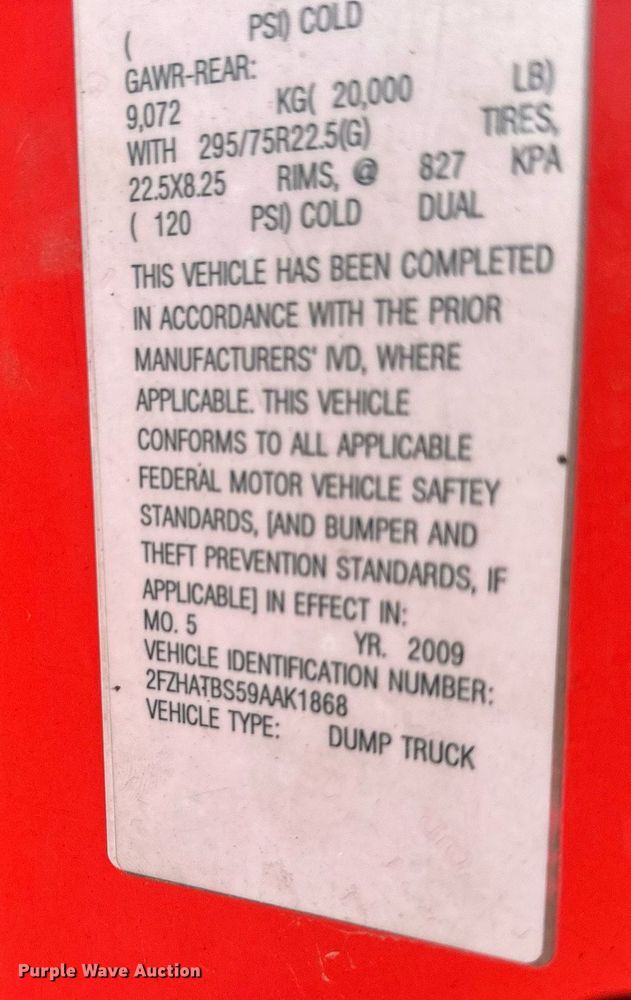 ( PSI) COLD
GAWR-REAR:
9,072 KG( 20,000 LB)
WITH 295/75R22.5(G) TIRES,
22.5X8.25 RIMS, @ 827 KPA
( 120 PSI) COLD DUAL
THIS VEHICLE HAS BEEN COMPLETED
IN ACCORDANCE WITH THE PRIOR
MANUFACTURERS' IVD, WHERE
APPLICABLE. THIS VEHICLE
CONFORMS TO ALL APPLICABLE
FEDERAL MOTOR VEHICLE SAFTEY
STANDARDS, [AND BUMPER AND
THEFT PREVENTION STANDARDS, IF
APPLICABLE] IN EFFECT IN:
MO. 5 YR. 2009
VEHICLE IDENTIFICATION NUMBER:
2FZHATBS59AAK1868
VEHICLE TYPE: DUMP TRUCK
Purple Wave Auction